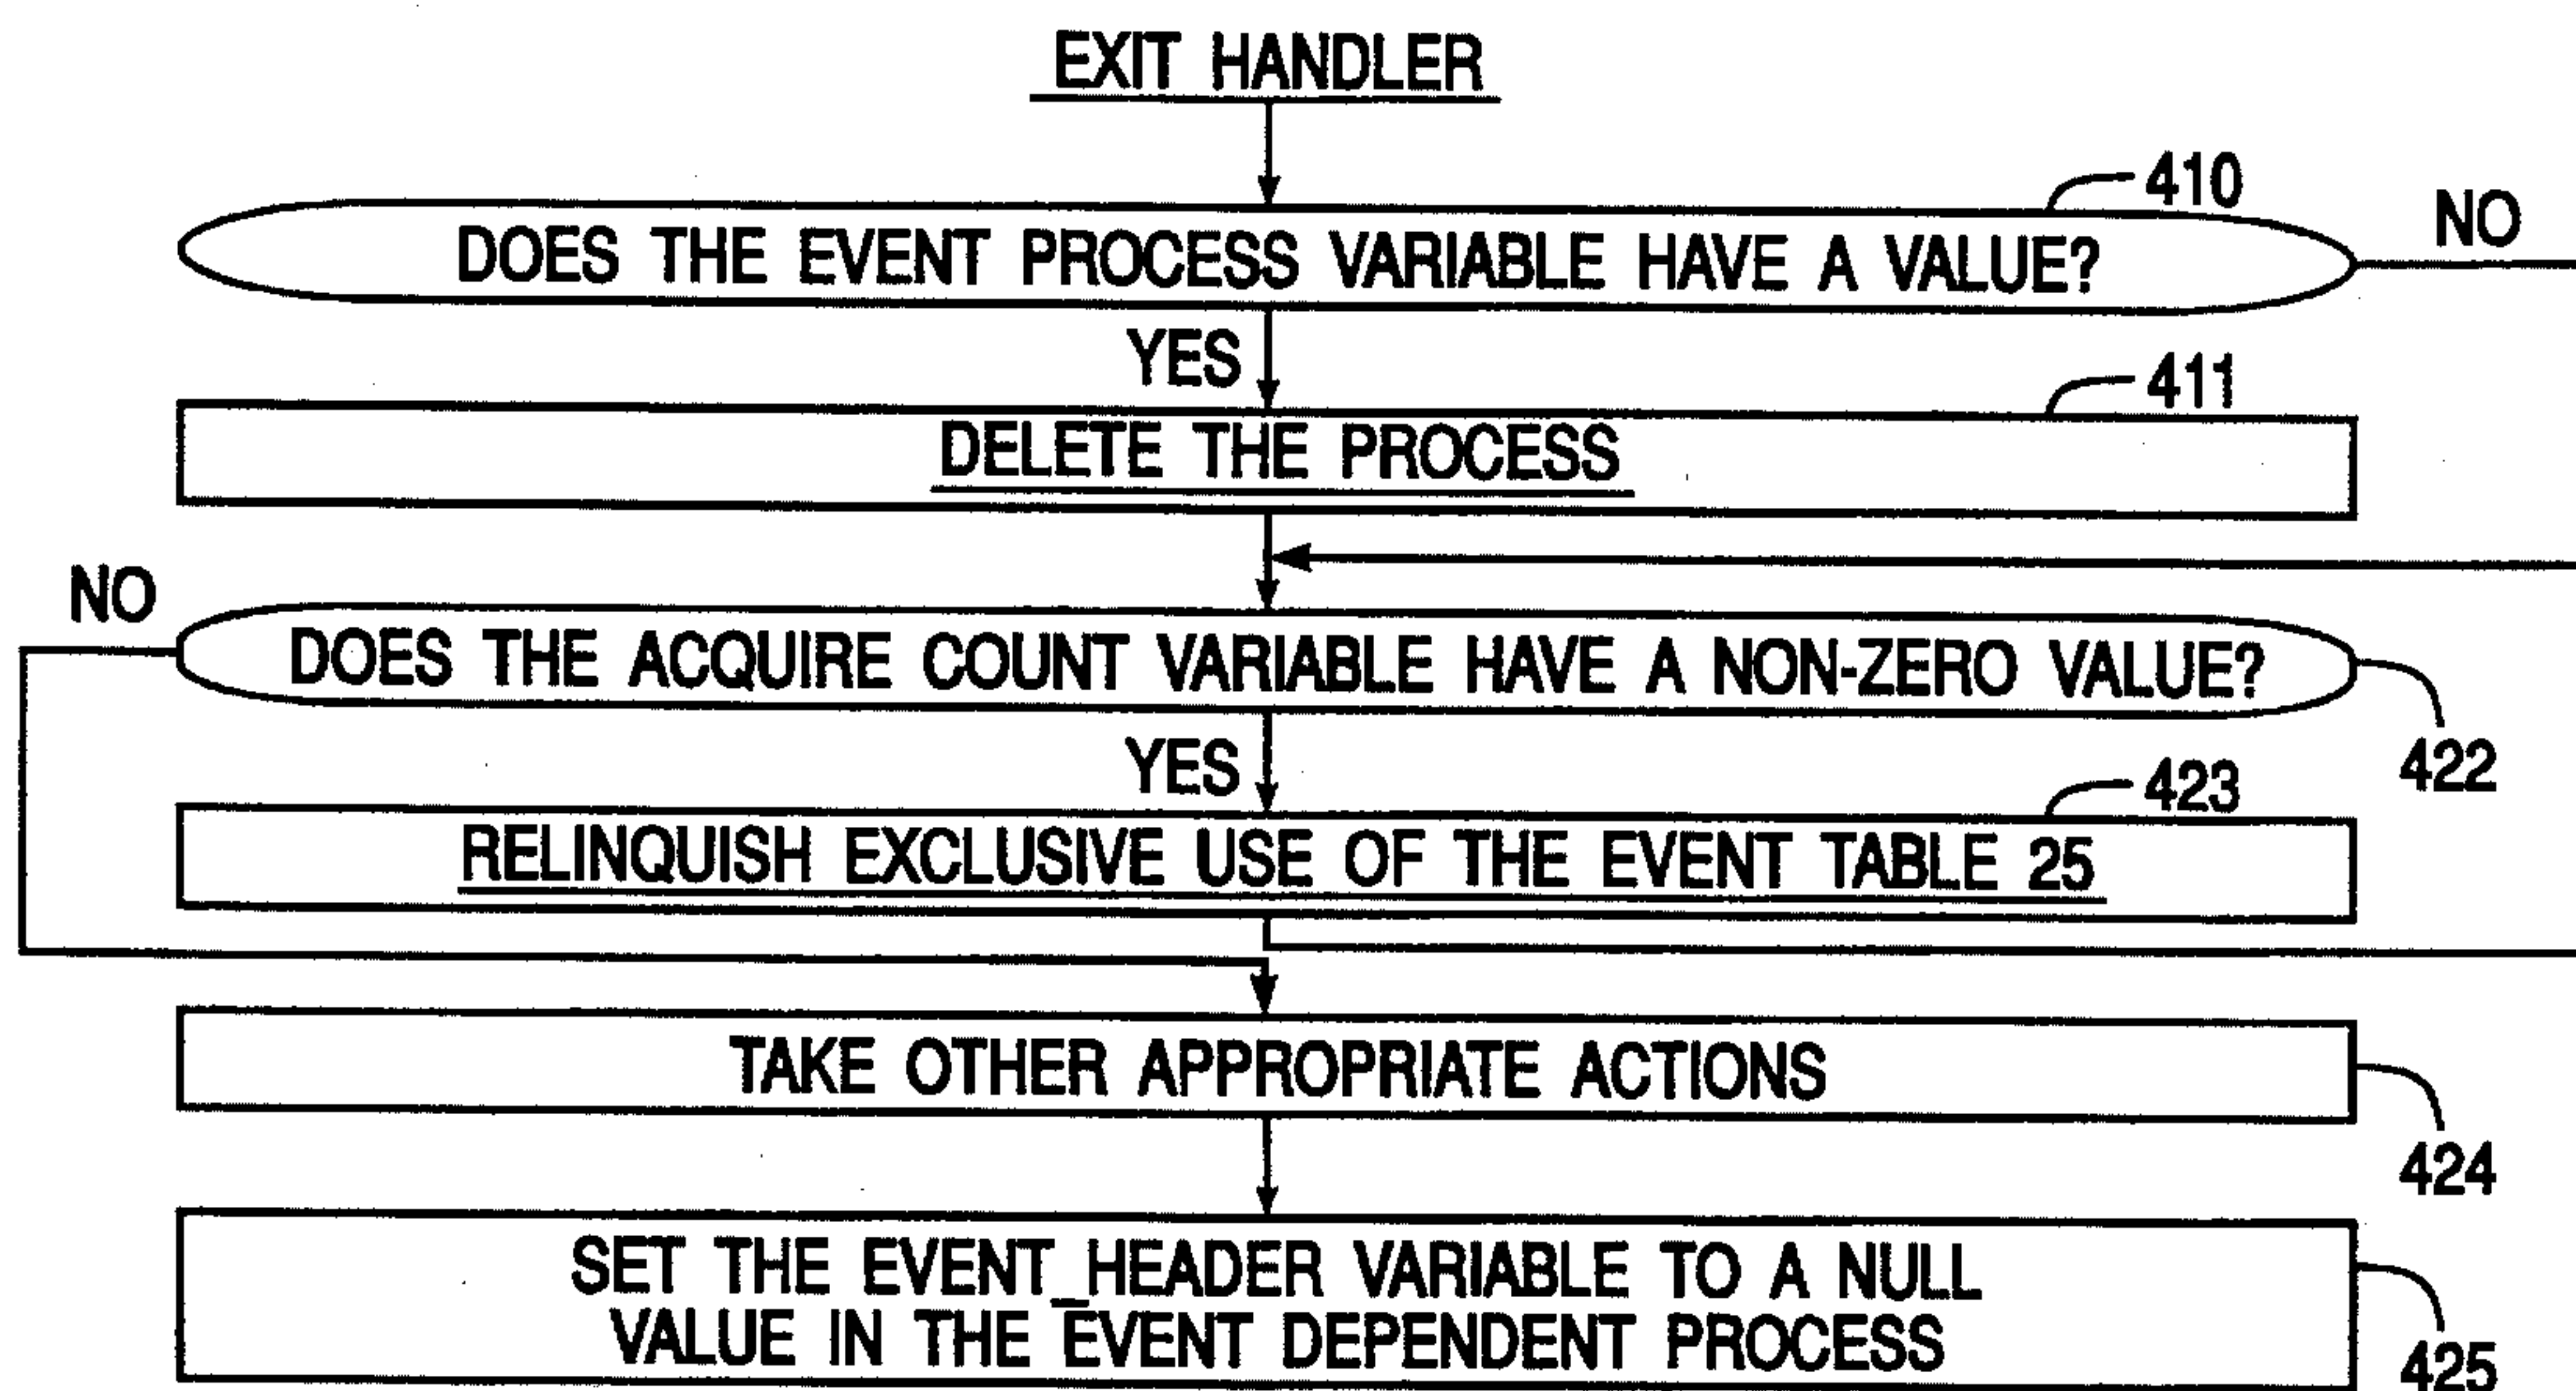 EXIT HANDLER
410
NO
DOES THE EVENT PROCESS VARIABLE HAVE A VALUE?
YES
411
DELETE THE PROCESS
NO
DOES THE ACQUIRE COUNT VARIABLE HAVE A NON-ZERO VALUE?
422
YES
423
RELINQUISH EXCLUSIVE USE OF THE EVENT TABLE 25
TAKE OTHER APPROPRIATE ACTIONS
424
SET THE EVENT_HEADER VARIABLE TO A NULL
VALUE IN THE EVENT DEPENDENT PROCESS
425